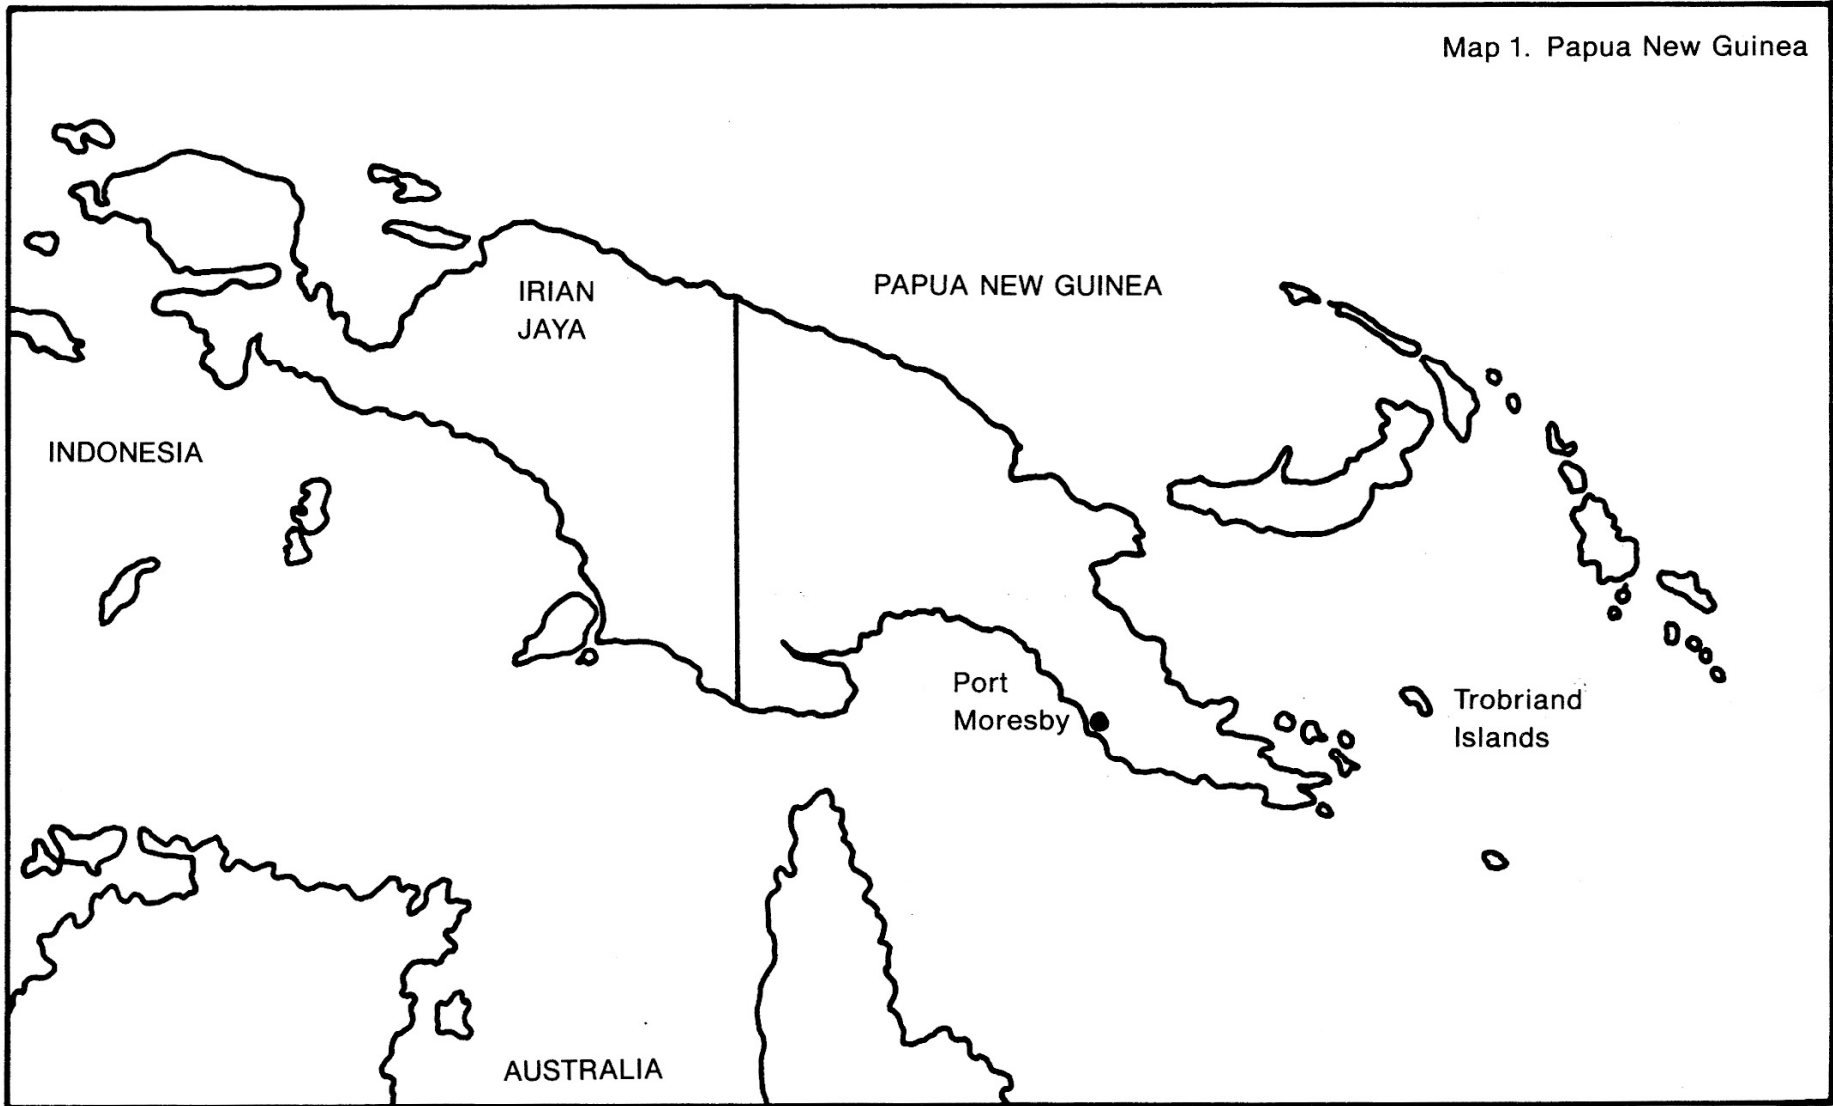 Map 1. Papua New Guinea
IRIAN
JAYA
PAPUA NEW GUINEA
INDONESIA
Port
Moresby
Trobriand
Islands
AUSTRALIA